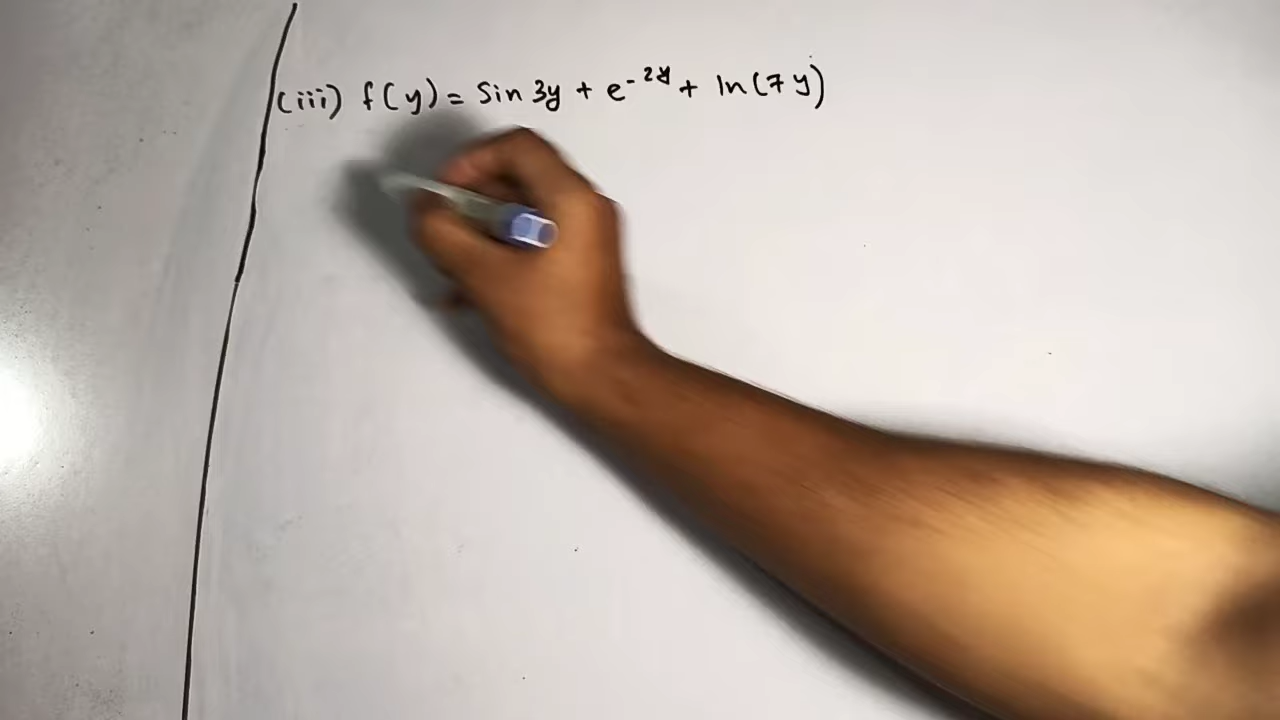 (iii) f(y) = Sin 3y + e^{-2y} + ln(7y)